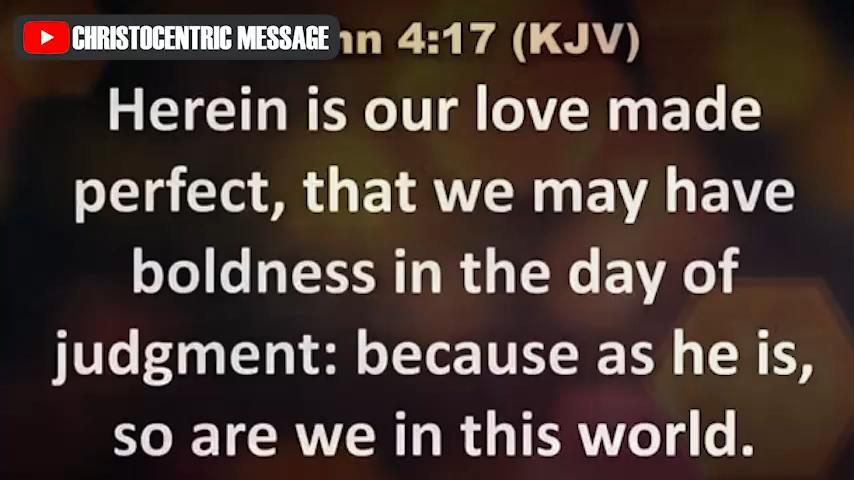 CHRISTOCENTRIC MESSAGE
4:17 (KJV)
Herein is our love made
perfect, that we may have
boldness in the day of
judgment: because as he is,
so are we in this world.